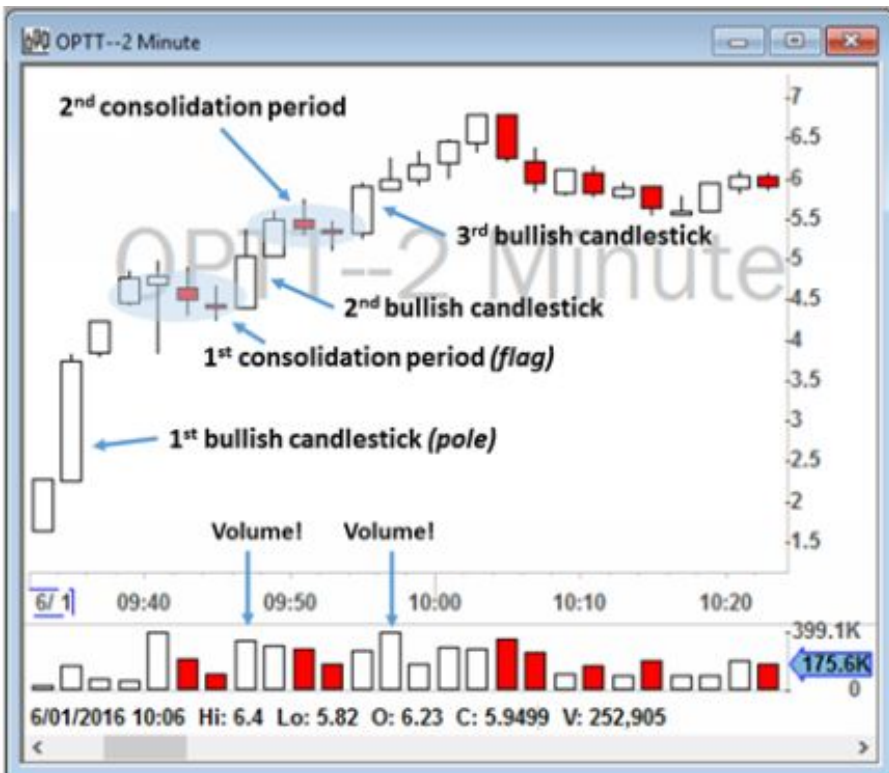 OPTT--2 Minute
2nd consolidation period
OPTT--2 Minute
3rd bullish candlestick
2nd bullish candlestick
1st consolidation period (flag)
1st bullish candlestick (pole)
Volume! Volume!
7
6.5
6
5.5
5
4.5
4
3.5
3
2.5
2
1.5
6/ 1 09:40 09:50 10:00 10:10 10:20
399.1K
175.6K
0
6/01/2016 10:06 Hi: 6.4 Lo: 5.82 O: 6.23 C: 5.9499 V: 252,905